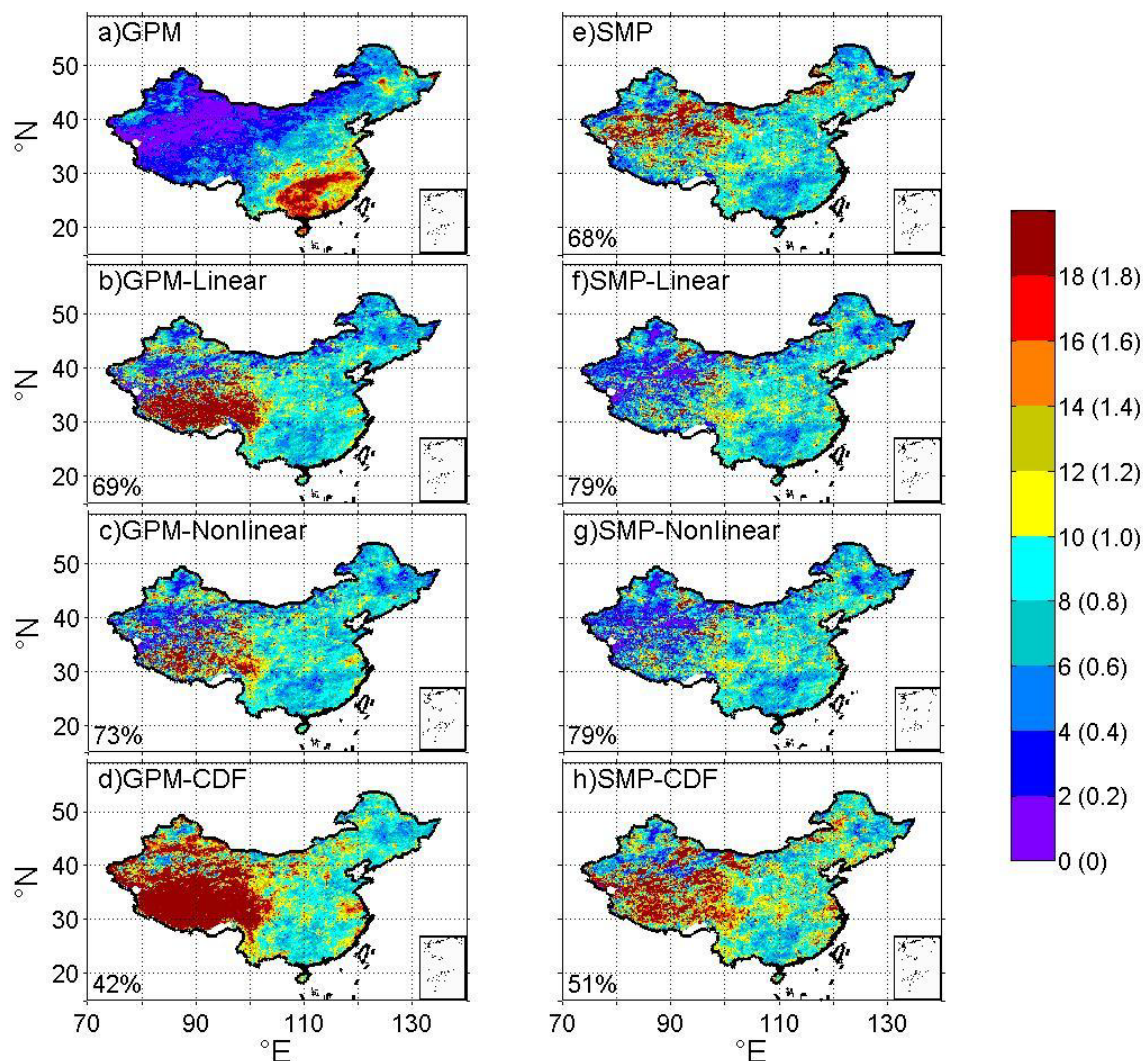 a)GPM
50
40
30
20
°N
b)GPM-Linear
50
40
30
20
°N
69%
c)GPM-Nonlinear
50
40
30
20
°N
73%
d)GPM-CDF
50
40
30
20
°N
42%
70 90 110 130
°E
e)SMP
68%
f)SMP-Linear
79%
g)SMP-Nonlinear
79%
h)SMP-CDF
51%
70 90 110 130
°E
18 (1.8)
16 (1.6)
14 (1.4)
12 (1.2)
10 (1.0)
8 (0.8)
6 (0.6)
4 (0.4)
2 (0.2)
0 (0)